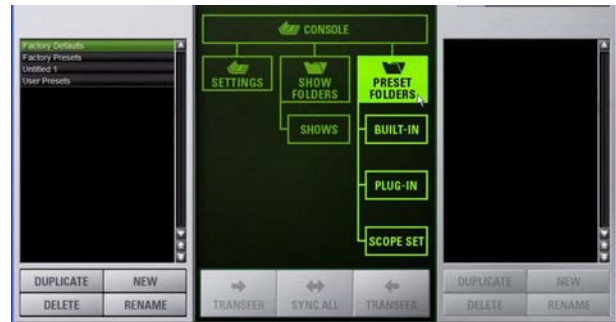 Factory Defaults
Factory Presets
Untitled 1
User Presets
DUPLICATE NEW
DELETE RENAME
CONSOLE
SETTINGS
SHOW
FOLDERS
SHOWS
PRESET
FOLDERS
BUILT-IN
PLUG-IN
SCOPE SET
TRANSFER SYNC ALL TRANSFER
DUPLICATE NEW
DELETE RENAME